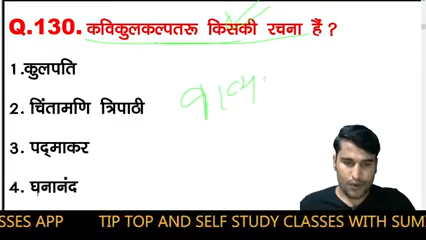 Q.130. कविकुलकल्पतरू किसकी रचना हैं ?
1.कुलपति
2. चिंतामणि त्रिपाठी
3. पद्माकर
4. घनानंद
SSES APP TIP TOP AND SELF STUDY CLASSES WITH SUM